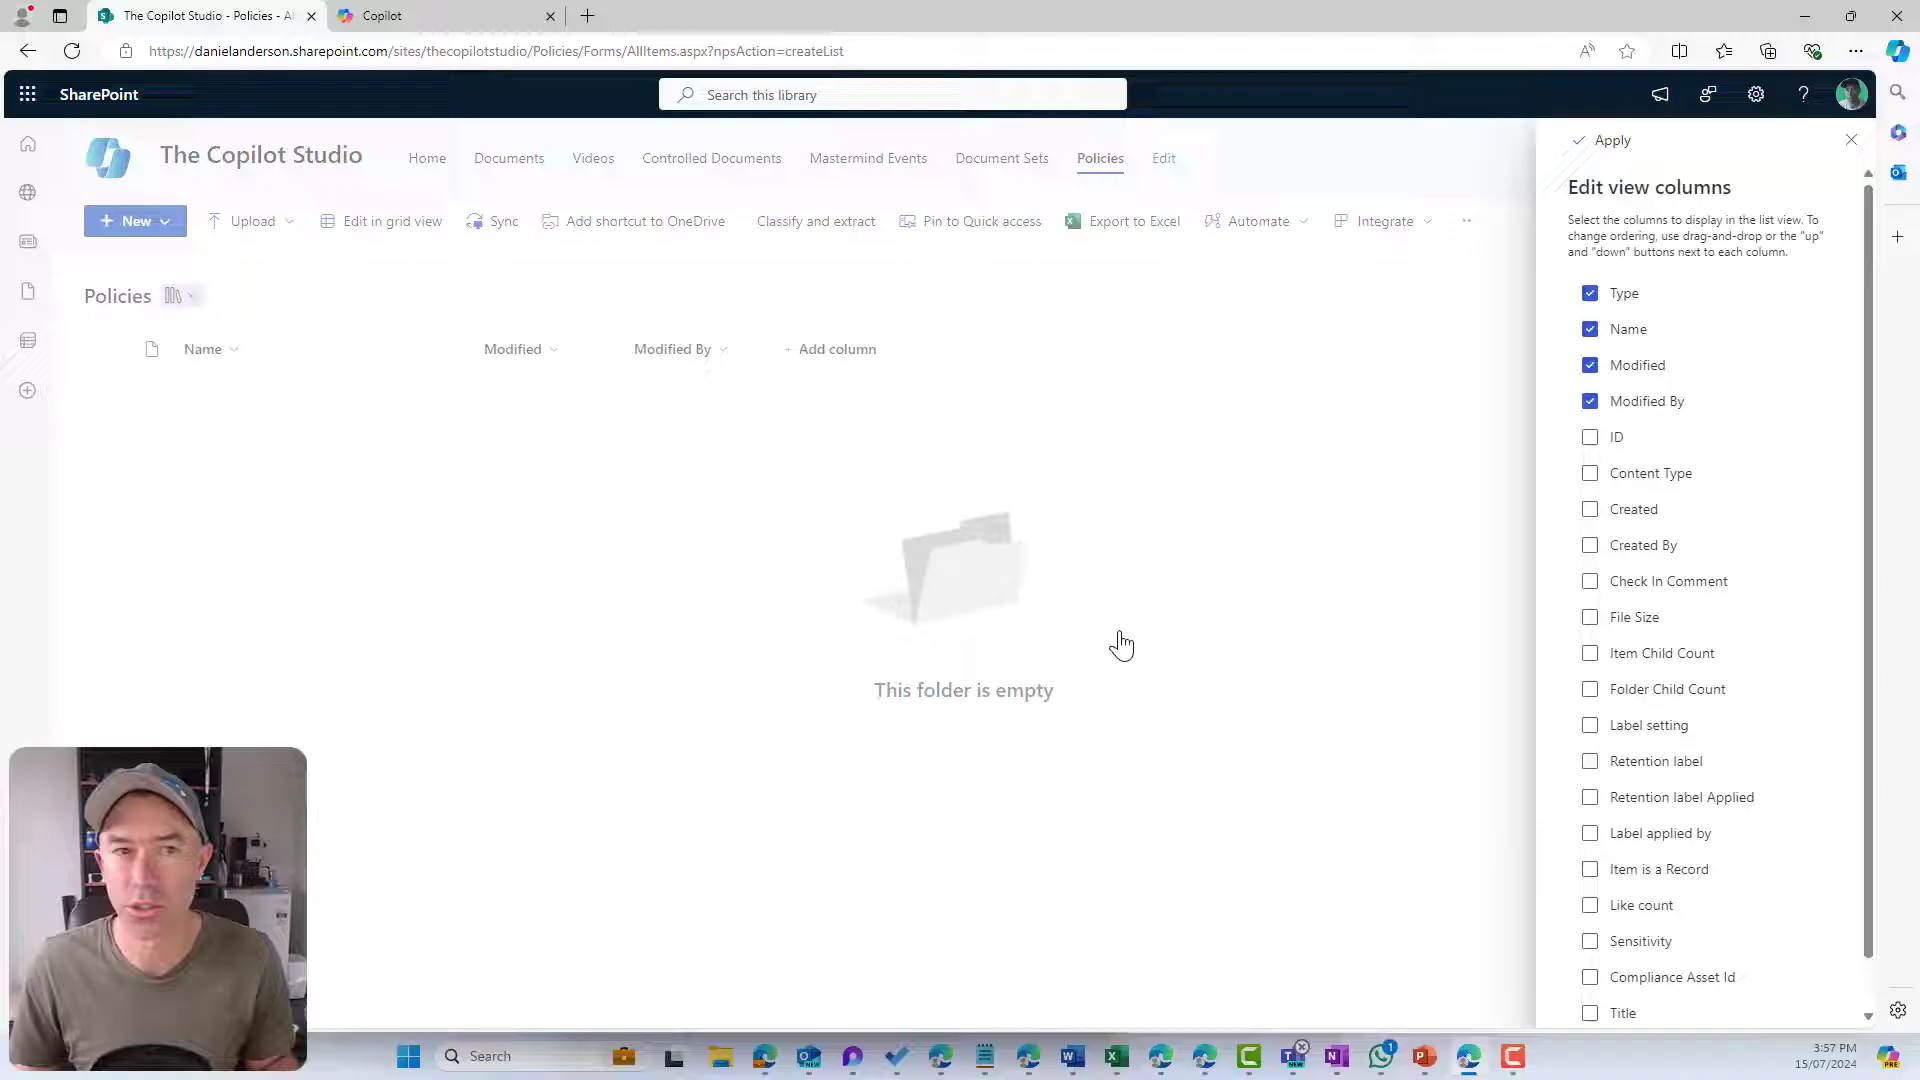 The Copilot Studio - Policies - Al
Copilot
https://danielanderson.sharepoint.com/sites/thecopilotstudio/Policies/Forms/AllItems.aspx?npsAction=createList
SharePoint
Search this library
The Copilot Studio
Home
Documents
Videos
Controlled Documents
Mastermind Events
Document Sets
Policies
Edit
New
Upload
Edit in grid view
Sync
Add shortcut to OneDrive
Classify and extract
Pin to Quick access
Export to Excel
Automate
Integrate
Policies
Name
Modified
Modified By
Add column
This folder is empty
Apply
Edit view columns
Select the columns to display in the list view. To
change ordering, use drag-and-drop or the "up"
and "down" buttons next to each column.
Type
Name
Modified
Modified By
ID
Content Type
Created
Created By
Check In Comment
File Size
Item Child Count
Folder Child Count
Label setting
Retention label
Retention label Applied
Label applied by
Item is a Record
Like count
Sensitivity
Compliance Asset Id
Title
Search
3:57 PM
15/07/2024